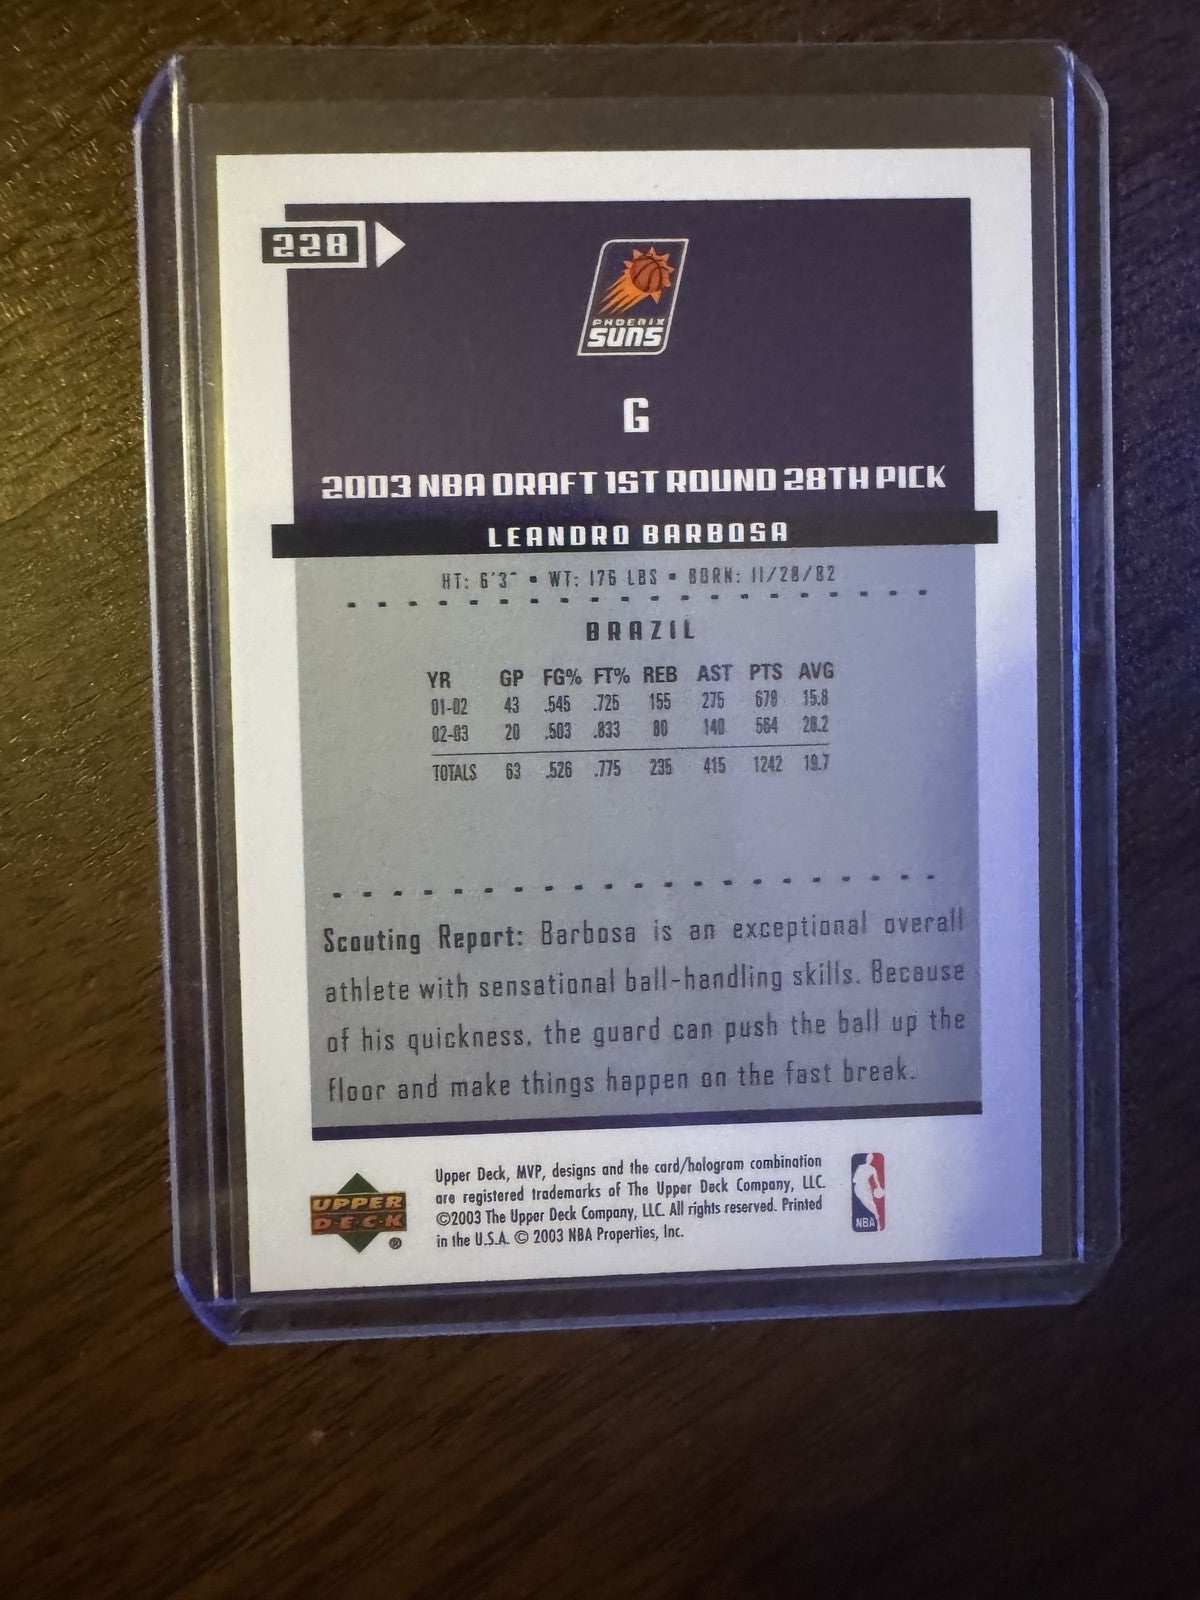 228
PHOENIX
SUNS
G
2003 NBA DRAFT 1ST ROUND 28TH PICK
LEANDRO BARBOSA
HT: 6'3" • WT: 176 LBS • BORN: 11/28/82
BRAZIL
YR GP FG% FT% REB AST PTS AVG
01-02 43 .545 .725 155 275 678 15.8
02-03 20 .503 .833 80 140 564 28.2
TOTALS 63 .526 .775 235 415 1242 19.7
Scouting Report: Barbosa is an exceptional overall
athlete with sensational ball-handling skills. Because
of his quickness, the guard can push the ball up the
floor and make things happen on the fast break.
UPPER
D·E·C·K
®
Upper Deck, MVP, designs and the card/hologram combination
are registered trademarks of The Upper Deck Company, LLC.
©2003 The Upper Deck Company, LLC. All rights reserved. Printed
in the U.S.A. © 2003 NBA Properties, Inc.
NBA